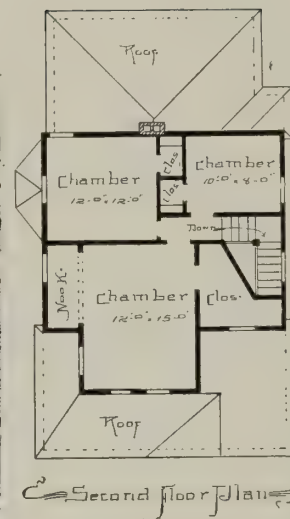 Roof
Chamber
12'-0" x 12'-0"
Clos
Clos
Chamber
10'-0" x 8'-0"
Down
Nook
Chamber
12'-0" x 15'-0"
Clos.
Roof
Second Floor Plan